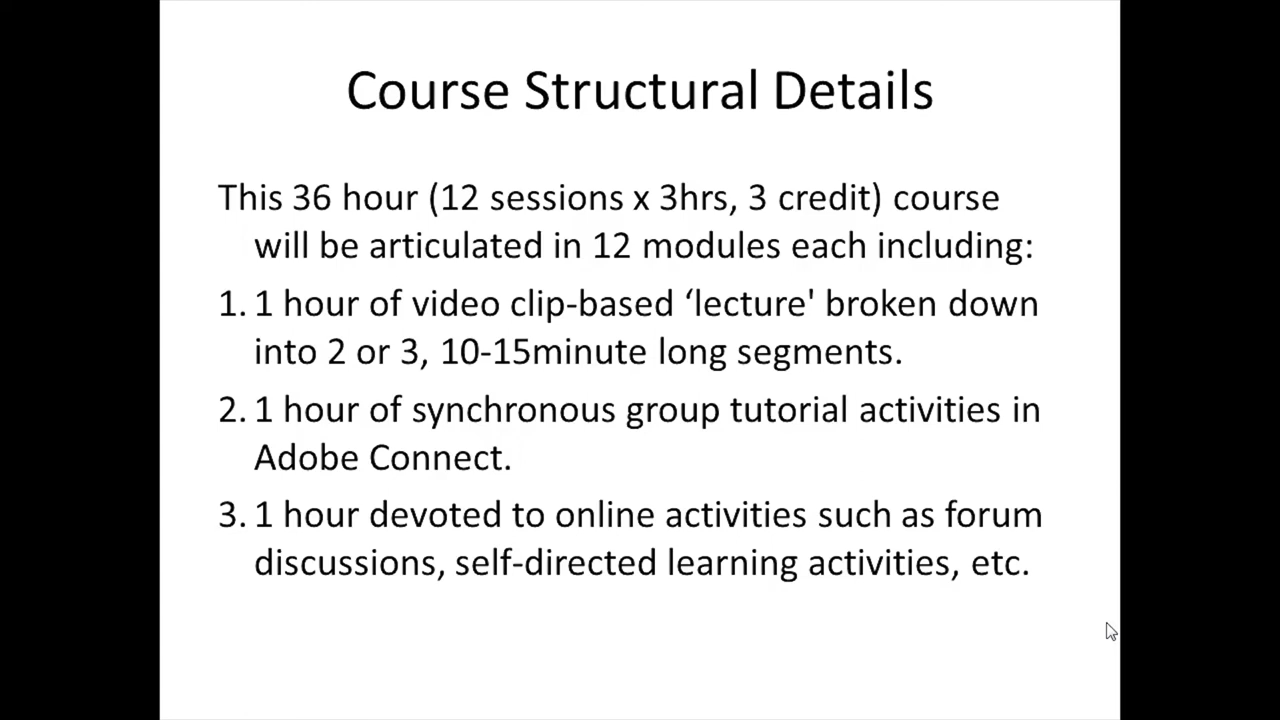 Course Structural Details
This 36 hour (12 sessions x 3hrs, 3 credit) course
will be articulated in 12 modules each including:
1. 1 hour of video clip-based ‘lecture' broken down
into 2 or 3, 10-15minute long segments.
2. 1 hour of synchronous group tutorial activities in
Adobe Connect.
3. 1 hour devoted to online activities such as forum
discussions, self-directed learning activities, etc.